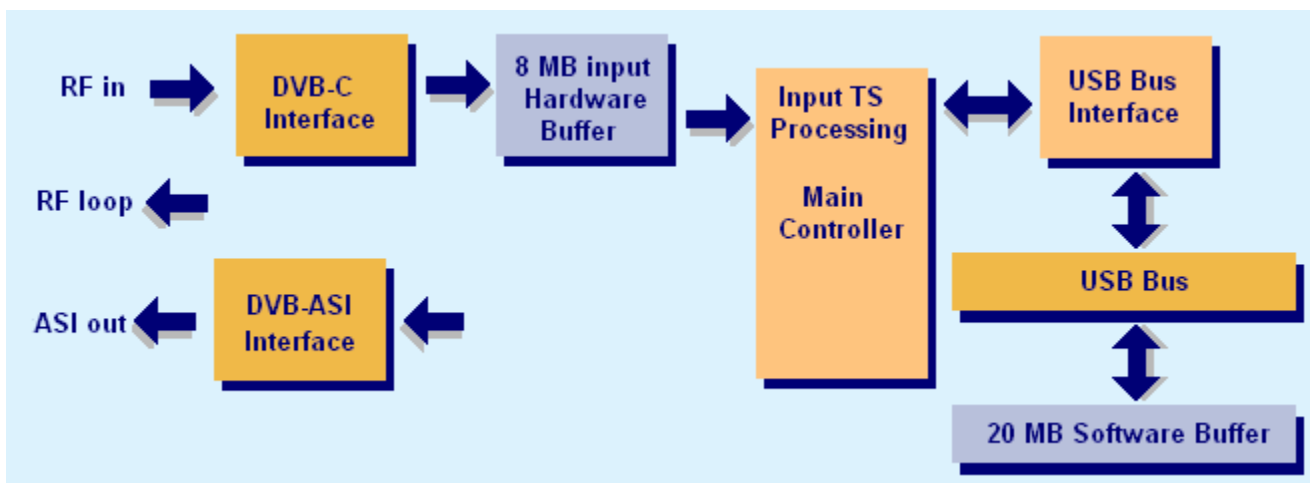 RF in
DVB-C
Interface
8 MB input
Hardware
Buffer
Input TS
Processing
Main
Controller
USB Bus
Interface
RF loop
USB Bus
ASI out
DVB-ASI
Interface
20 MB Software Buffer